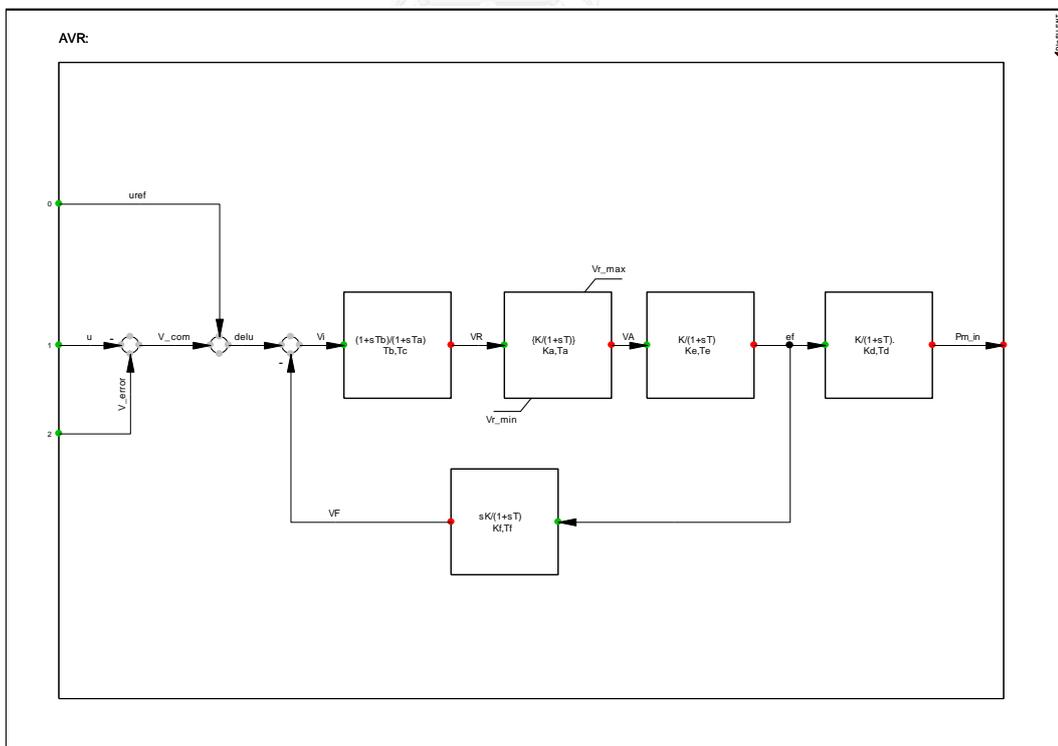 AVR:
uref
0
Vr_max
u
-
V_com
delu
Vi
(1+sTb)/(1+sTa)
Tb,Tc
VR
{K/(1+sT)}
Ka,Ta
VA
K/(1+sT)
Ke,Te
ef
K/(1+sT).
Kd,Td
Pm_in
1
-
V_error
Vr_min
2
VF
sK/(1+sT)
Kf,Tf